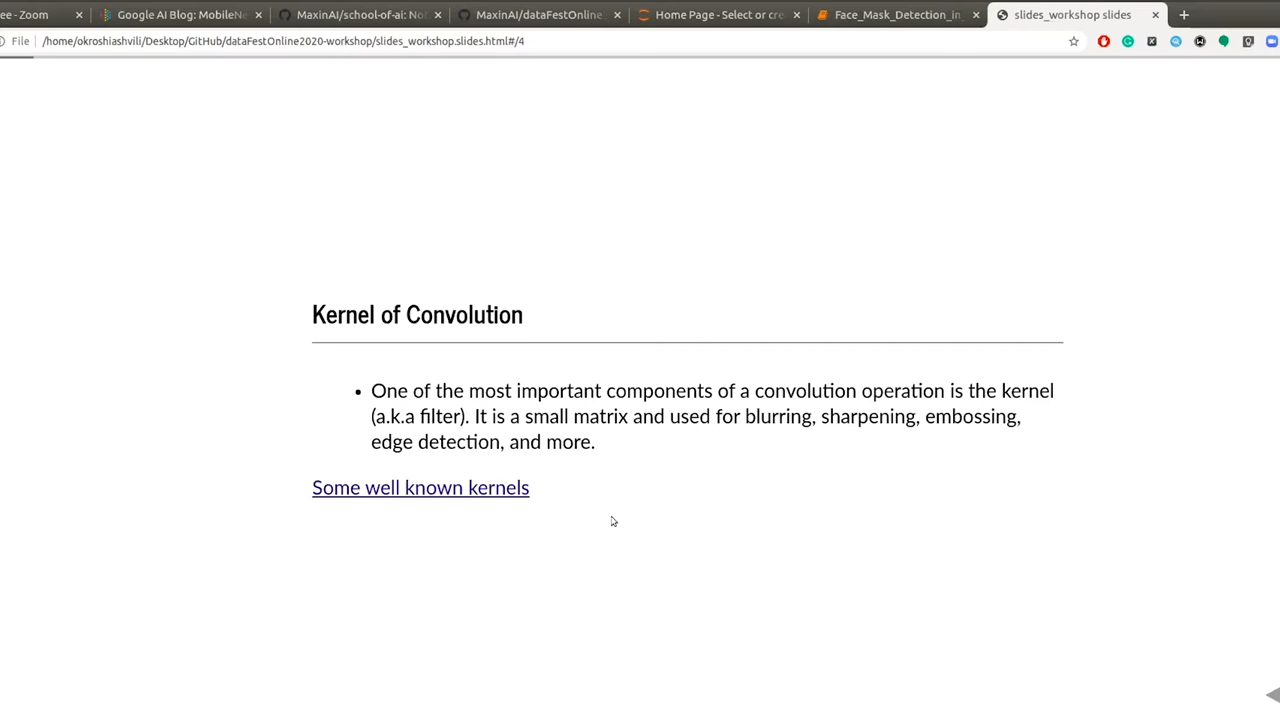 ee - Zoom
Google AI Blog: MobileNe
MaxinAI/school-of-ai: No
MaxinAI/dataFestOnline
Home Page - Select or cre
Face_Mask_Detection_in
slides_workshop slides
File
/home/okroshiashvili/Desktop/GitHub/dataFestOnline2020-workshop/slides_workshop.slides.html#/4
Kernel of Convolution
• One of the most important components of a convolution operation is the kernel
(a.k.a filter). It is a small matrix and used for blurring, sharpening, embossing,
edge detection, and more.
Some well known kernels